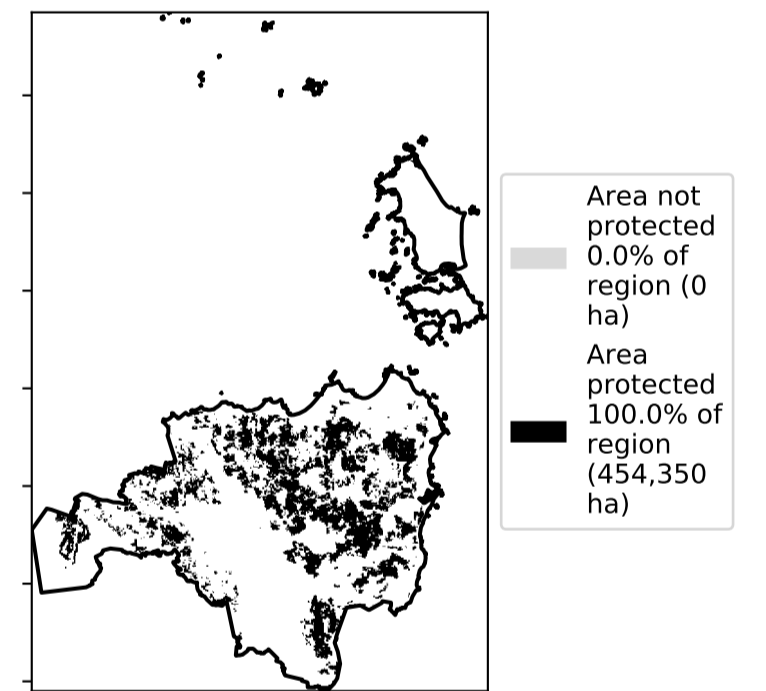 Area not
protected
0.0% of
region (0
ha)
Area
protected
100.0% of
region
(454,350
ha)